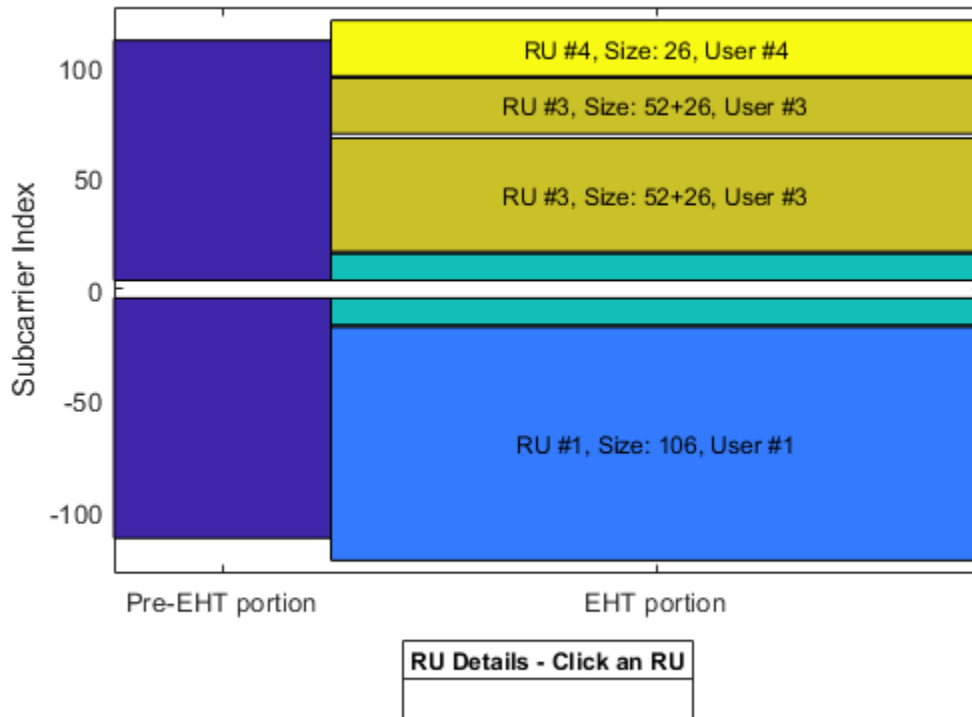 100
50
0
-50
-100
Subcarrier Index
RU #4, Size: 26, User #4
RU #3, Size: 52+26, User #3
RU #3, Size: 52+26, User #3
RU #1, Size: 106, User #1
Pre-EHT portion
EHT portion
RU Details - Click an RU